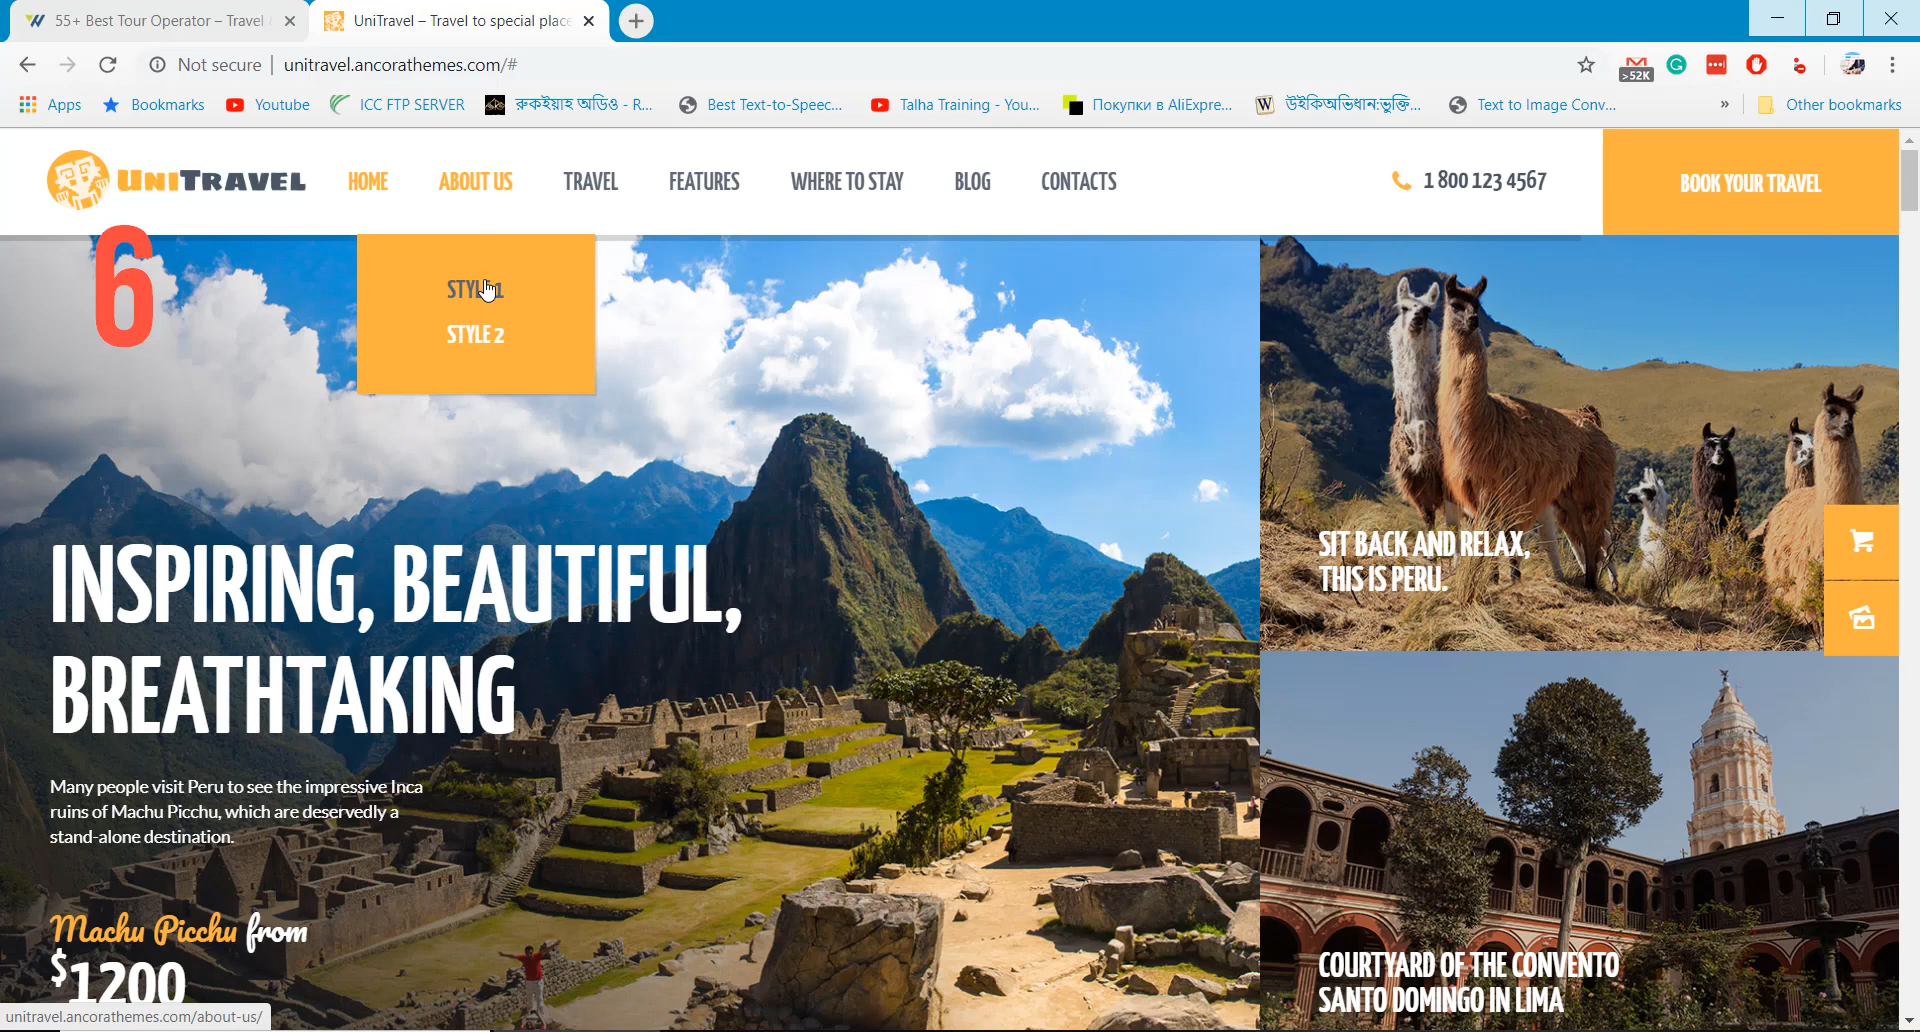 55+ Best Tour Operator – Travel
UniTravel – Travel to special place
Not secure | unitravel.ancorathemes.com/#
>52K
Apps Bookmarks Youtube ICC FTP SERVER রুকইয়াহ অডিও - R... Best Text-to-Speec... Talha Training - You... Покупки в AliExpre... W উইকিঅভিধান:ভুক্তি... Text to Image Conv... » Other bookmarks
UNITRAVEL HOME ABOUT US TRAVEL FEATURES WHERE TO STAY BLOG CONTACTS 1 800 123 4567 BOOK YOUR TRAVEL
6
STYLE 1
STYLE 2
INSPIRING, BEAUTIFUL,
BREATHTAKING
Many people visit Peru to see the impressive Inca
ruins of Machu Picchu, which are deservedly a
stand-alone destination.
Machu Picchu from
$1200
SIT BACK AND RELAX,
THIS IS PERU.
COURTYARD OF THE CONVENTO
SANTO DOMINGO IN LIMA
unitravel.ancorathemes.com/about-us/